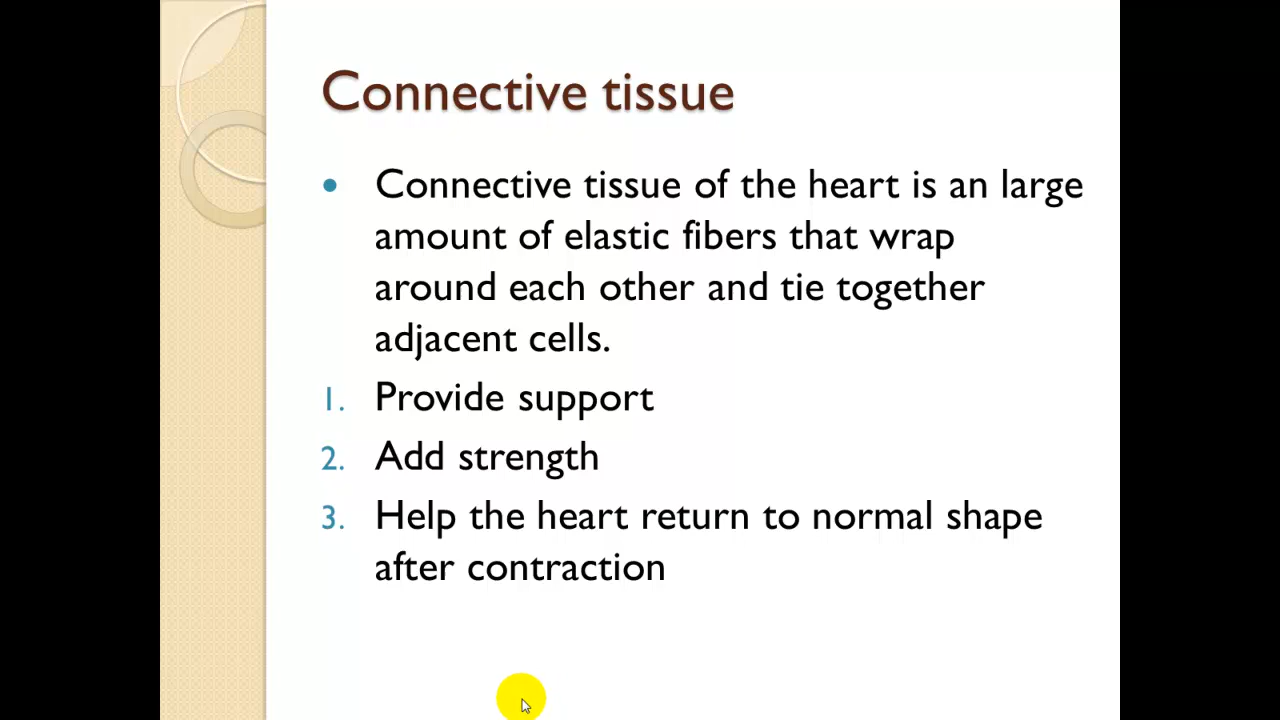 Connective tissue
• Connective tissue of the heart is an large
amount of elastic fibers that wrap
around each other and tie together
adjacent cells.
1. Provide support
2. Add strength
3. Help the heart return to normal shape
after contraction